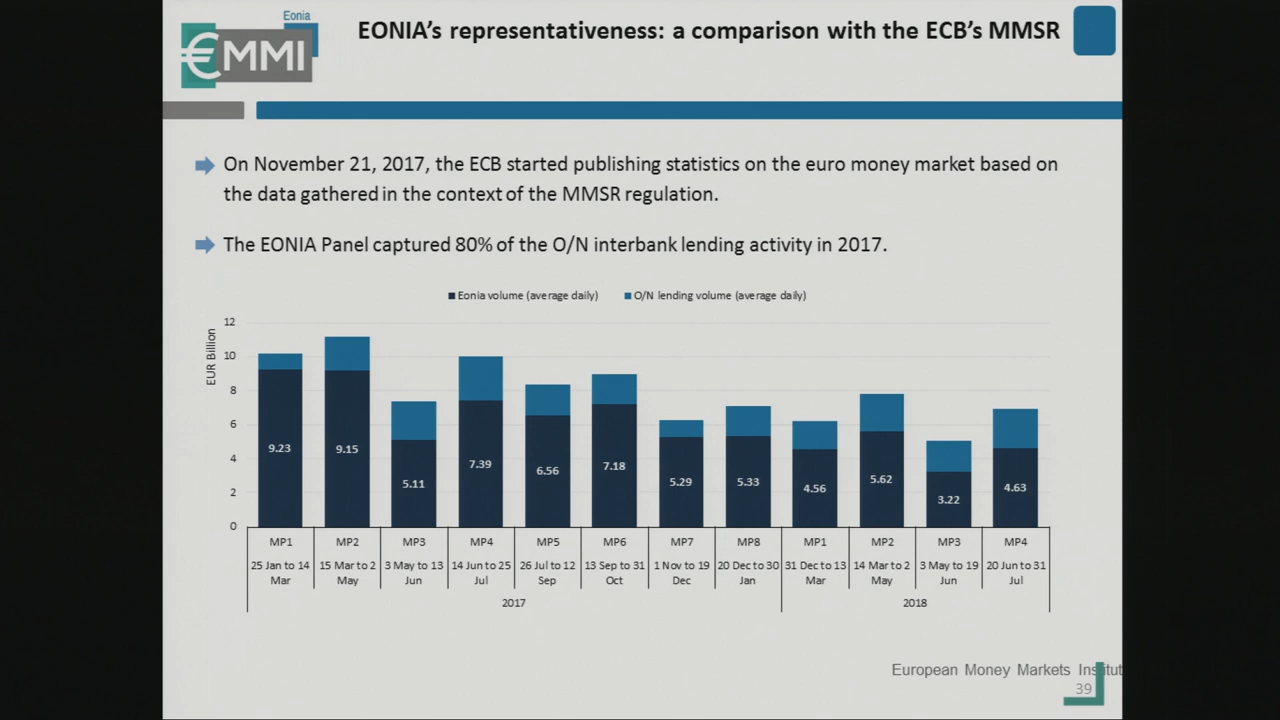 Eonia
€MMI
EONIA's representativeness: a comparison with the ECB's MMSR
On November 21, 2017, the ECB started publishing statistics on the euro money market based on
the data gathered in the context of the MMSR regulation.
The EONIA Panel captured 80% of the O/N interbank lending activity in 2017.
Eonia volume (average daily) O/N lending volume (average daily)
EUR Billion
12
10
8
6
4
2
0
9.23 9.15 5.11 7.39 6.56 7.18 5.29 5.33 4.56 5.62 3.22 4.63
MP1 MP2 MP3 MP4 MP5 MP6 MP7 MP8 MP1 MP2 MP3 MP4
25 Jan to 14 15 Mar to 2 3 May to 13 14 Jun to 25 26 Jul to 12 13 Sep to 31 1 Nov to 19 20 Dec to 30 31 Dec to 13 14 Mar to 2 3 May to 19 20 Jun to 31
Mar May Jun Jul Sep Oct Dec Jan Mar May Jun Jul
2017 2018
European Money Markets Institut
39